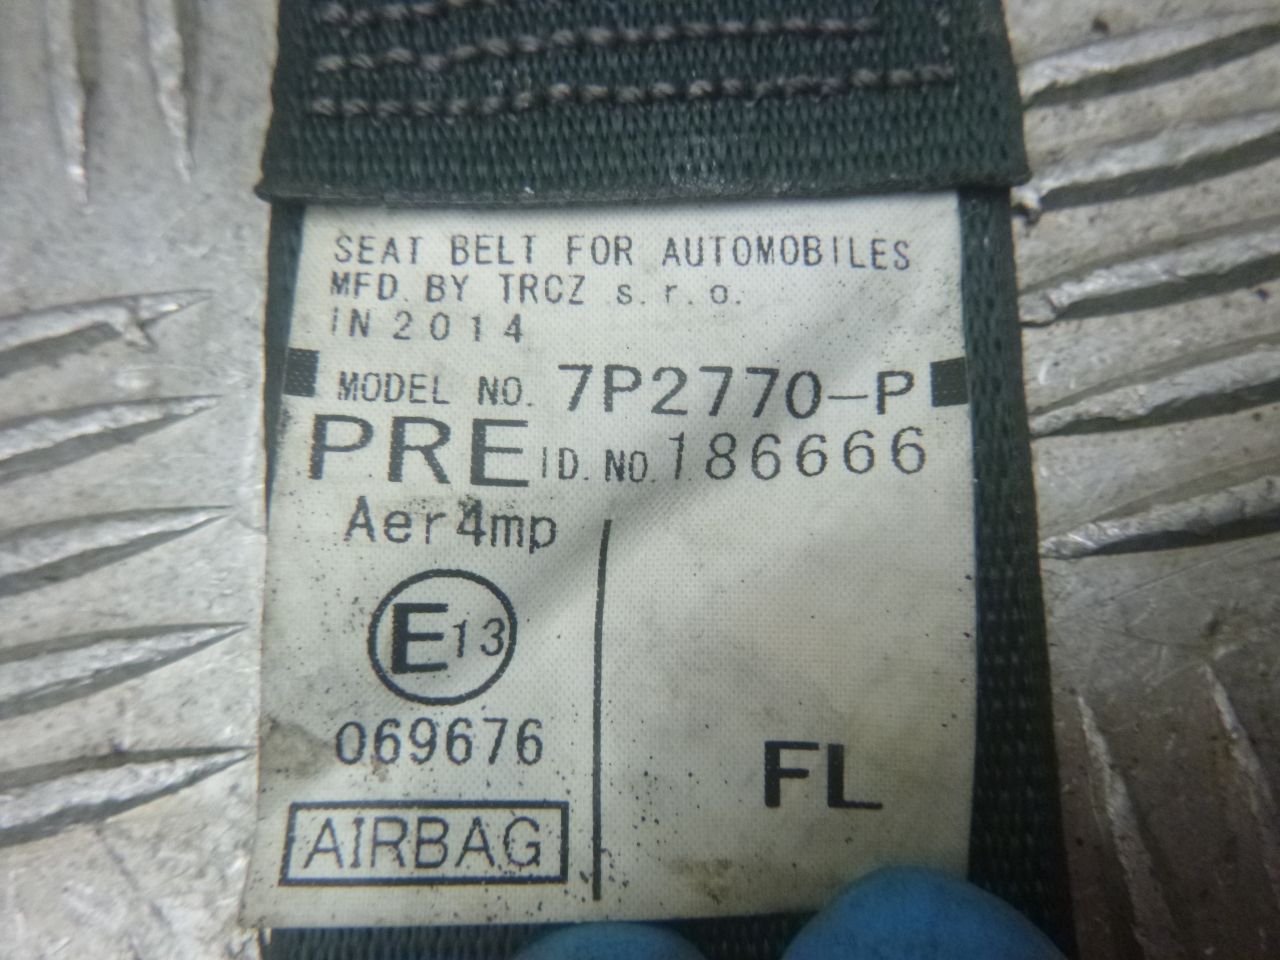 SEAT BELT FOR AUTOMOBILES
MFD. BY TRCZ s.r.o.
IN 2014
MODEL NO. 7P2770-P
PRE ID. NO. 186666
Aer4mp
E13
069676
AIRBAG
FL